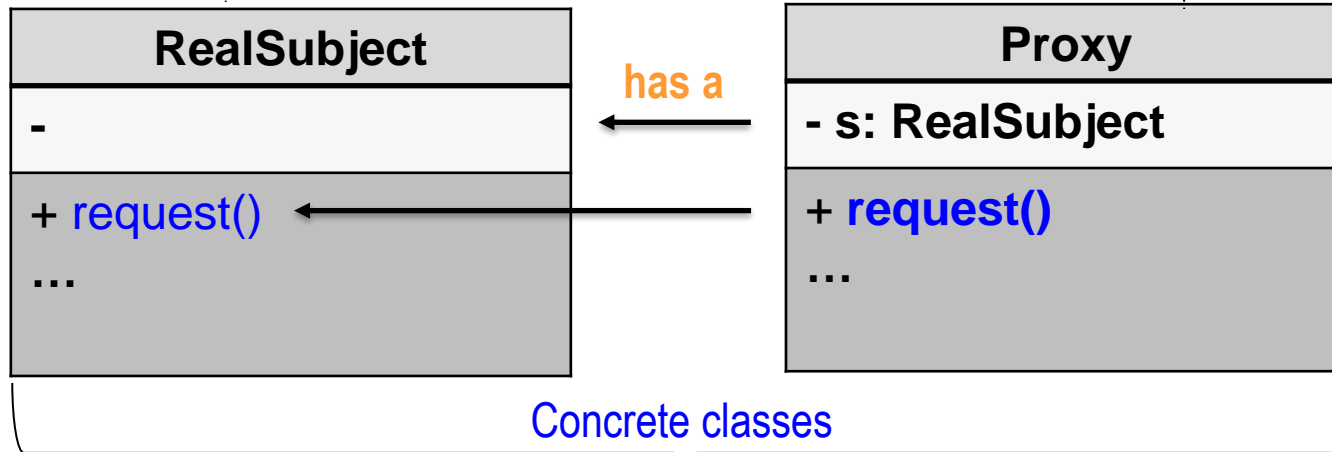 RealSubject
-
+ request()
...
has a
Proxy
- s: RealSubject
+ request()
...
Concrete classes